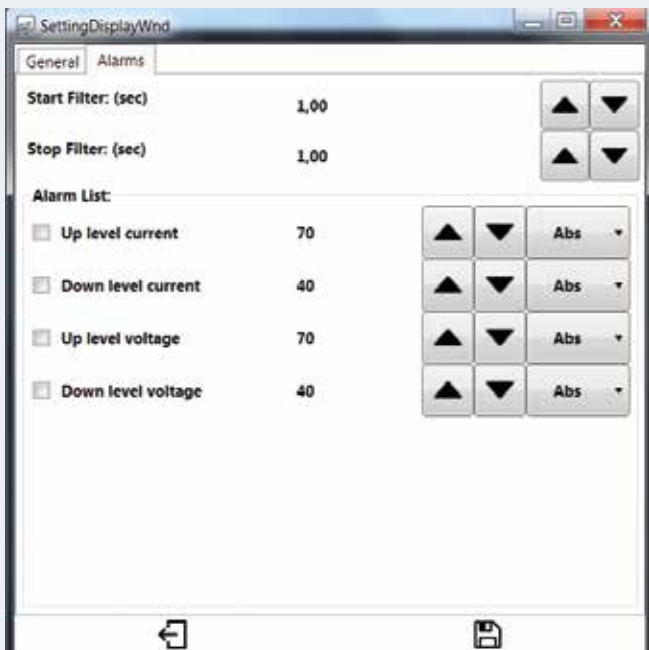 SettingDisplayWnd
General Alarms
Start Filter: (sec) 1,00
Stop Filter: (sec) 1,00
Alarm List:
Up level current 70 Abs
Down level current 40 Abs
Up level voltage 70 Abs
Down level voltage 40 Abs